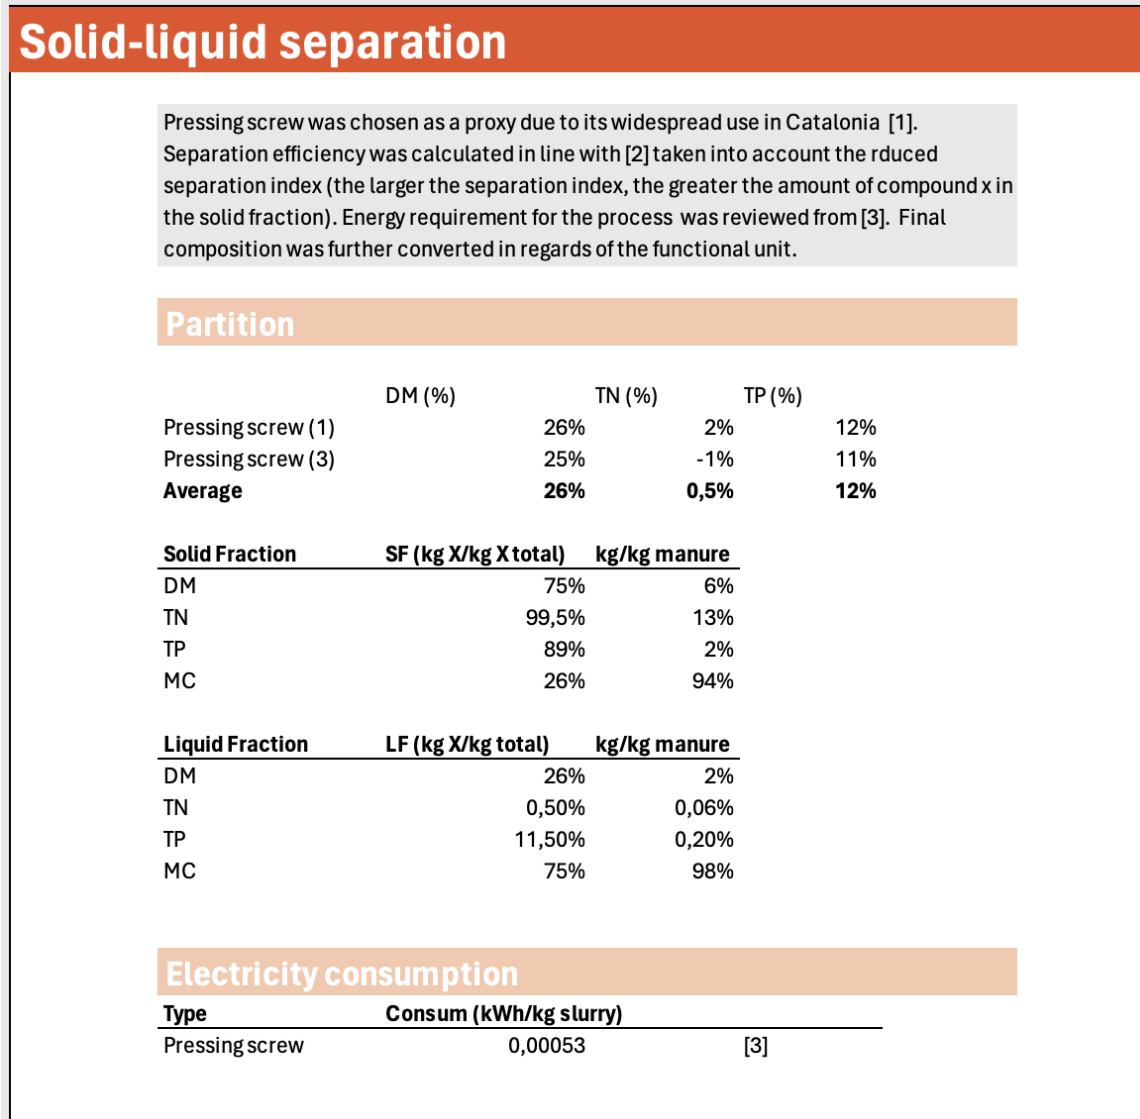 Solid-liquid separation
Pressing screw was chosen as a proxy due to its widespread use in Catalonia [1].
Separation efficiency was calculated in line with [2] taken into account the rduced
separation index (the larger the separation index, the greater the amount of compound x in
the solid fraction). Energy requirement for the process was reviewed from [3]. Final
composition was further converted in regards of the functional unit.
Partition
DM (%) TN (%) TP (%)
Pressing screw (1) 26% 2% 12%
Pressing screw (3) 25% -1% 11%
Average 26% 0,5% 12%
Solid Fraction SF (kg X/kg X total) kg/kg manure
DM 75% 6%
TN 99,5% 13%
TP 89% 2%
MC 26% 94%
Liquid Fraction LF (kg X/kg total) kg/kg manure
DM 26% 2%
TN 0,50% 0,06%
TP 11,50% 0,20%
MC 75% 98%
Electricity consumption
Type Consum (kWh/kg slurry)
Pressing screw 0,00053 [3]